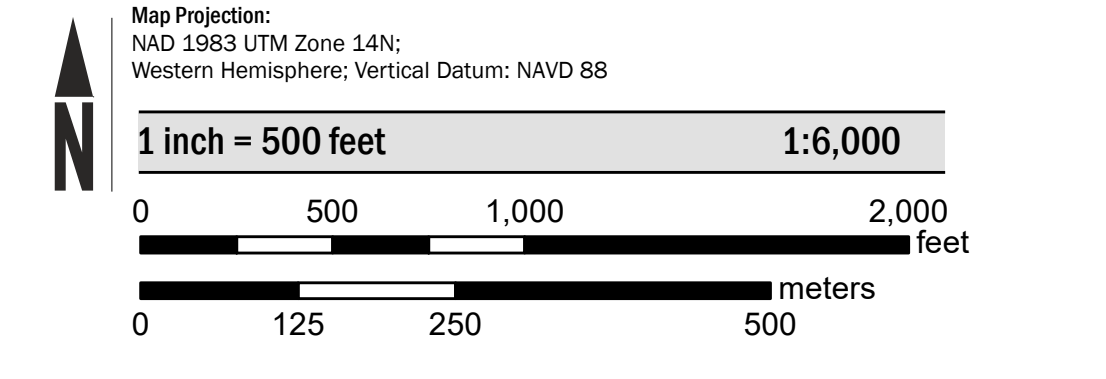 Map Projection:
NAD 1983 UTM Zone 14N;
Western Hemisphere; Vertical Datum: NAVD 88
N
1 inch = 500 feet 1:6,000
0 500 1,000 2,000
feet
meters
0 125 250 500